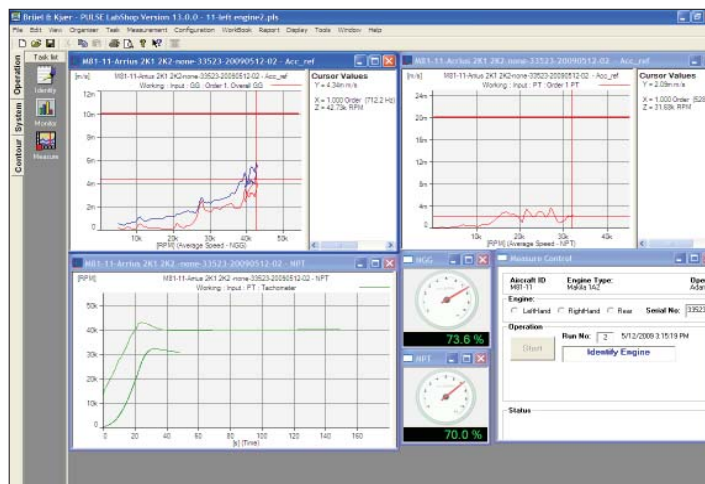 Brüel & Kjær - PULSE LabShop Version 13.0.0 - 11-left engine2.pls
File Edit View Organiser Task Measurement Configuration WorkBook Report Display Tools Window Help
Task list
Operation
System
Contour
Identify
Monitor
Measure
M81-11-Arrius 2K1 2K2-none-33523-20090512-02 - Acc_ref
[m/s] M81-11-Arrius 2K1 2K2-none-33523-20090512-02 - Acc_ref
Working : Input : GG - Order 1, Overall GG
12m
10m
8m
6m
4m
2m
0
10k 20k 30k 40k 50k
[RPM] (Average Speed - NGG)
Cursor Values
Y = 4.34m m/s
X = 1.000 Order (712.2 Hz)
Z = 42.73k RPM
M81-11-Arrius 2K1 2K2-none-33523-20090512-02 - Acc_ref
[m/s] M81-11-Arrius 2K1 2K2-none-33523-20090512-02 - Acc_ref
Working : Input : PT : Order 1 PT
24m
20m
16m
12m
8m
4m
0
10k 20k 30k 40k
[RPM] (Average Speed - NPT)
Cursor Values
Y = 2.09m m/s
X = 1.000 Order (528
Z = 31.69k RPM
M81-11-Arrius 2K1 2K2 -none-33523-20090512-02 - NPT
[RPM] M81-11-Arrius 2K1 2K2 -none-33523-20090512-02 - NPT
Working : Input : PT : Tachometer
50k
40k
30k
20k
10k
0
0 20 40 60 80 100 120 140 160
[s] (Time)
NGG
73.6 %
NPT
70.0 %
Measure Control
Aircraft ID Engine Type: Ope
M81-11 Makila 1A2 Adan
Engine:
LeftHand RightHand Rear Serial No: 33523
Operation
Start
Run No: 2 5/12/2009 3:15:19 PM
Identify Engine
Status